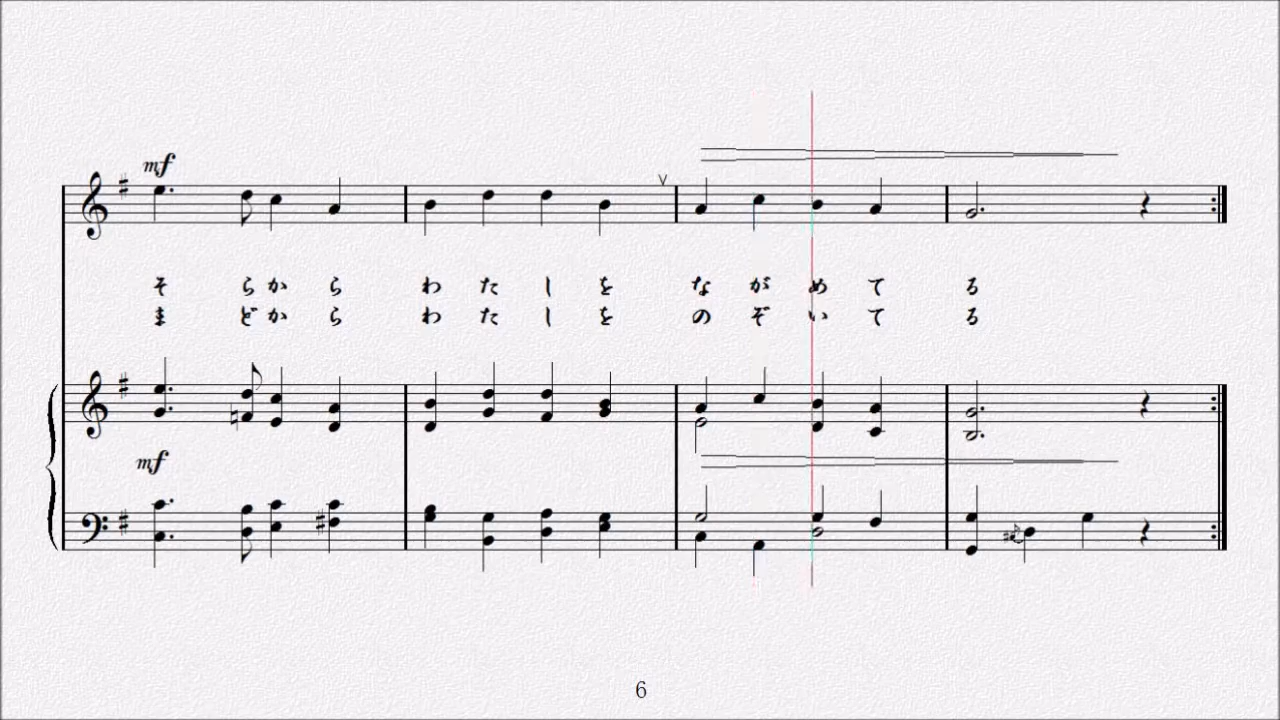 mf
そらから わたしを ながめて る
まどから わたしを のぞいて る
mf
6